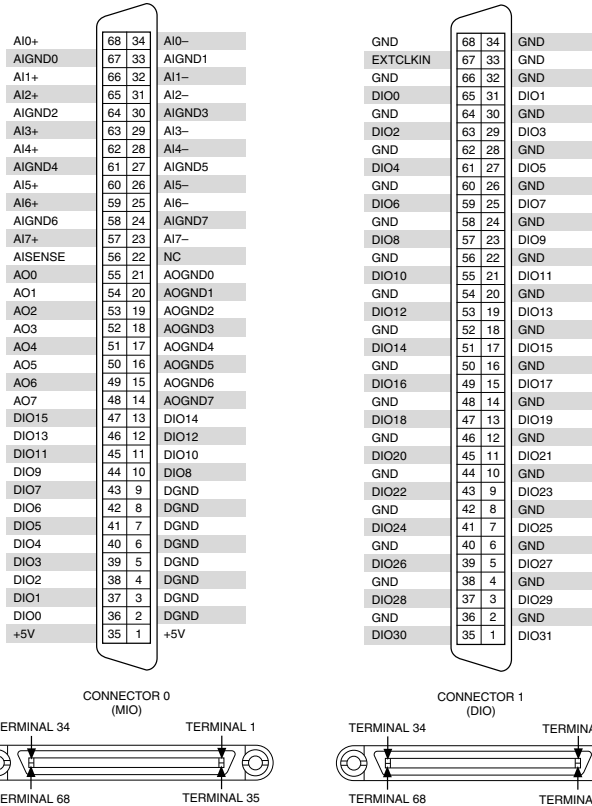 AI0+ 68 34 AI0–
AIGND0 67 33 AIGND1
AI1+ 66 32 AI1–
AI2+ 65 31 AI2–
AIGND2 64 30 AIGND3
AI3+ 63 29 AI3–
AI4+ 62 28 AI4–
AIGND4 61 27 AIGND5
AI5+ 60 26 AI5–
AI6+ 59 25 AI6–
AIGND6 58 24 AIGND7
AI7+ 57 23 AI7–
AISENSE 56 22 NC
AO0 55 21 AOGND0
AO1 54 20 AOGND1
AO2 53 19 AOGND2
AO3 52 18 AOGND3
AO4 51 17 AOGND4
AO5 50 16 AOGND5
AO6 49 15 AOGND6
AO7 48 14 AOGND7
DIO15 47 13 DIO14
DIO13 46 12 DIO12
DIO11 45 11 DIO10
DIO9 44 10 DIO8
DIO7 43 9 DGND
DIO6 42 8 DGND
DIO5 41 7 DGND
DIO4 40 6 DGND
DIO3 39 5 DGND
DIO2 38 4 DGND
DIO1 37 3 DGND
DIO0 36 2 DGND
+5V 35 1 +5V
CONNECTOR 0
(MIO)
ERMINAL 34 TERMINAL 1
ERMINAL 68 TERMINAL 35
GND 68 34 GND
EXTCLKIN 67 33 GND
GND 66 32 GND
DIO0 65 31 DIO1
GND 64 30 GND
DIO2 63 29 DIO3
GND 62 28 GND
DIO4 61 27 DIO5
GND 60 26 GND
DIO6 59 25 DIO7
GND 58 24 GND
DIO8 57 23 DIO9
GND 56 22 GND
DIO10 55 21 DIO11
GND 54 20 GND
DIO12 53 19 DIO13
GND 52 18 GND
DIO14 51 17 DIO15
GND 50 16 GND
DIO16 49 15 DIO17
GND 48 14 GND
DIO18 47 13 DIO19
GND 46 12 GND
DIO20 45 11 DIO21
GND 44 10 GND
DIO22 43 9 DIO23
GND 42 8 GND
DIO24 41 7 DIO25
GND 40 6 GND
DIO26 39 5 DIO27
GND 38 4 GND
DIO28 37 3 DIO29
GND 36 2 GND
DIO30 35 1 DIO31
CONNECTOR 1
(DIO)
TERMINAL 34 TERMINA
TERMINAL 68 TERMINA